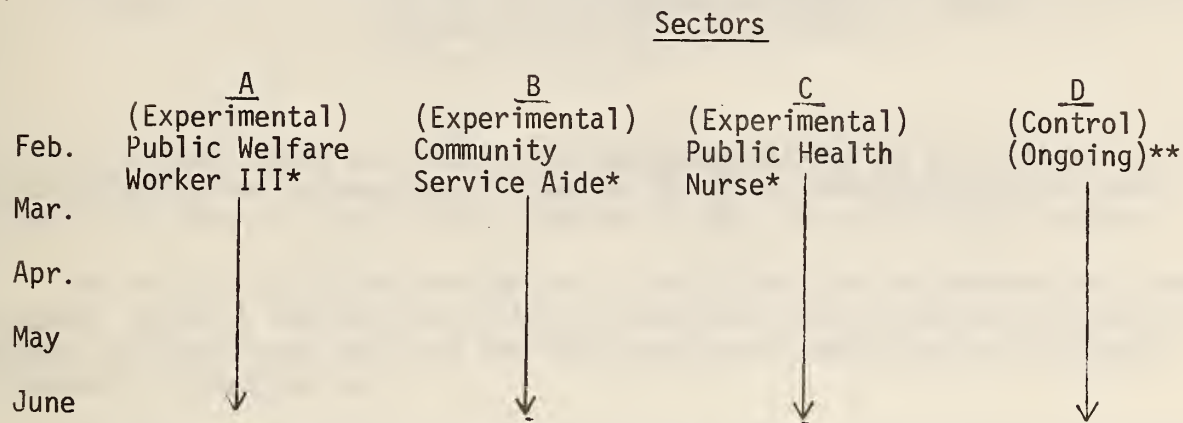 Sectors
A B C D
(Experimental) (Experimental) (Experimental) (Control)
Feb. Public Welfare Community Public Health (Ongoing)**
Worker III* Service Aide* Nurse*
Mar.
Apr.
May
June